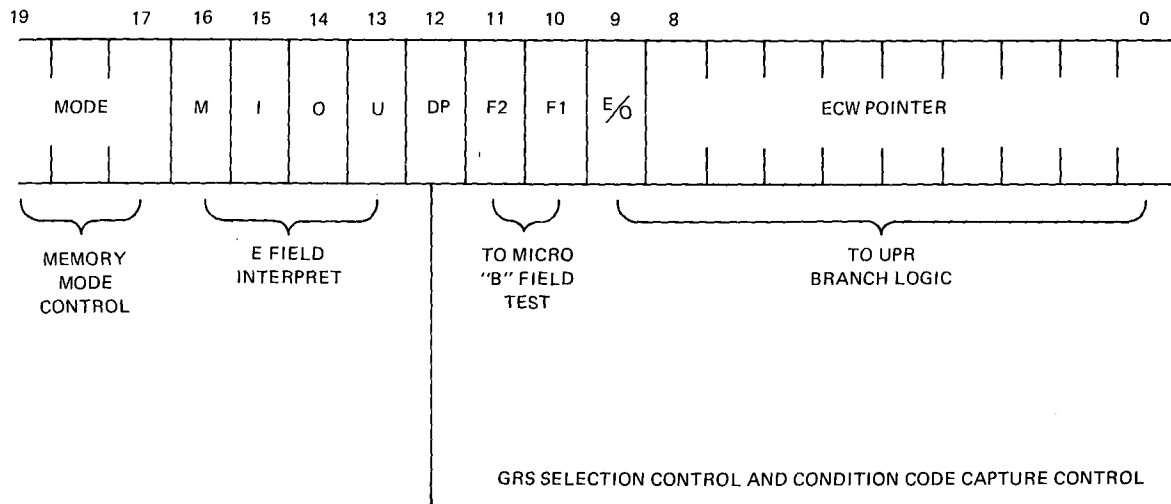 19 17 16 15 14 13 12 11 10 9 8 0
MODE M I O U DP F2 F1 E/O ECW POINTER
MEMORY
MODE
CONTROL
E FIELD
INTERPRET
TO MICRO
"B" FIELD
TEST
TO UPR
BRANCH LOGIC
GRS SELECTION CONTROL AND CONDITION CODE CAPTURE CONTROL